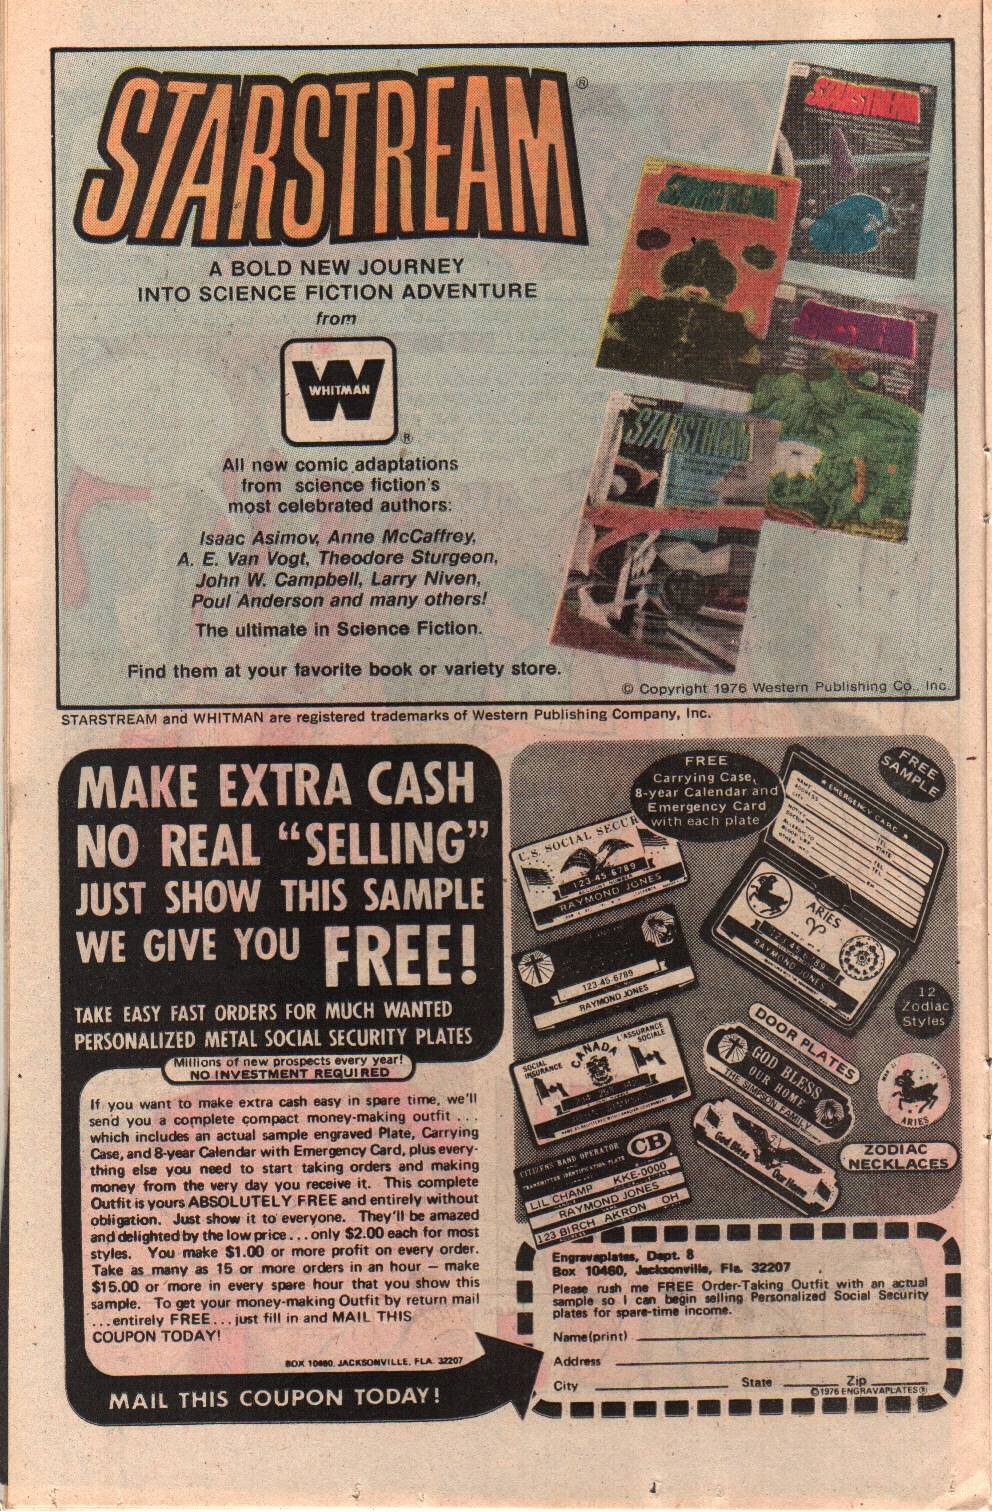 STARSTREAM®
A BOLD NEW JOURNEY
INTO SCIENCE FICTION ADVENTURE
from
WHITMAN
®
All new comic adaptations
from science fiction's
most celebrated authors:
Isaac Asimov, Anne McCaffrey,
A. E. Van Vogt, Theodore Sturgeon,
John W. Campbell, Larry Niven,
Poul Anderson and many others!
The ultimate in Science Fiction.
Find them at your favorite book or variety store.
STARSTREAM
STARSTREAM
STARSTREAM
STARSTREAM
© Copyright 1976 Western Publishing Co., Inc.
STARSTREAM and WHITMAN are registered trademarks of Western Publishing Company, Inc.
MAKE EXTRA CASH
NO REAL “SELLING”
JUST SHOW THIS SAMPLE
WE GIVE YOU FREE!
TAKE EASY FAST ORDERS FOR MUCH WANTED
PERSONALIZED METAL SOCIAL SECURITY PLATES
Millions of new prospects every year!
NO INVESTMENT REQUIRED
If you want to make extra cash easy in spare time, we'll
send you a complete compact money-making outfit . . .
which includes an actual sample engraved Plate, Carrying
Case, and 8-year Calendar with Emergency Card, plus every-
thing else you need to start taking orders and making
money from the very day you receive it. This complete
Outfit is yours ABSOLUTELY FREE and entirely without
obligation. Just show it to everyone. They'll be amazed
and delighted by the low price . . . only $2.00 each for most
styles. You make $1.00 or more profit on every order.
Take as many as 15 or more orders in an hour — make
$15.00 or more in every spare hour that you show this
sample. To get your money-making Outfit by return mail
. . . entirely FREE . . . just fill in and MAIL THIS
COUPON TODAY!
BOX 10460, JACKSONVILLE, FLA. 32207
MAIL THIS COUPON TODAY!
FREE
Carrying Case,
8-year Calendar and
Emergency Card
with each plate
FREE
SAMPLE
★ EMERGENCY CARD ★
NAME
ADDRESS
CITY
STATE
U.S. SOCIAL SECUR
123-45-6789
RAYMOND JONES
ARIES
123-45-6789
RAYMOND JONES
123-45-6789
RAYMOND JONES
12
Zodiac
Styles
SOCIAL
INSURANCE
CANADA
L'ASSURANCE
SOCIALE
DOOR PLATES
GOD BLESS
OUR HOME
THE SIMPSON FAMILY
God Bless
Our Home
ARIES
ZODIAC
NECKLACES
CITIZENS BAND OPERATOR
TRANSMITTER IDENTIFICATION PLATE
CB
LIL CHAMP KKE-0000
RAYMOND JONES
123 BIRCH AKRON OH
Engravaplates, Dept. 8
Box 10460, Jacksonville, Fla. 32207
Please rush me FREE Order-Taking Outfit with an actual
sample so I can begin selling Personalized Social Security
plates for spare-time income.
Name(print)
Address
City State Zip
©1976 ENGRAVAPLATES®